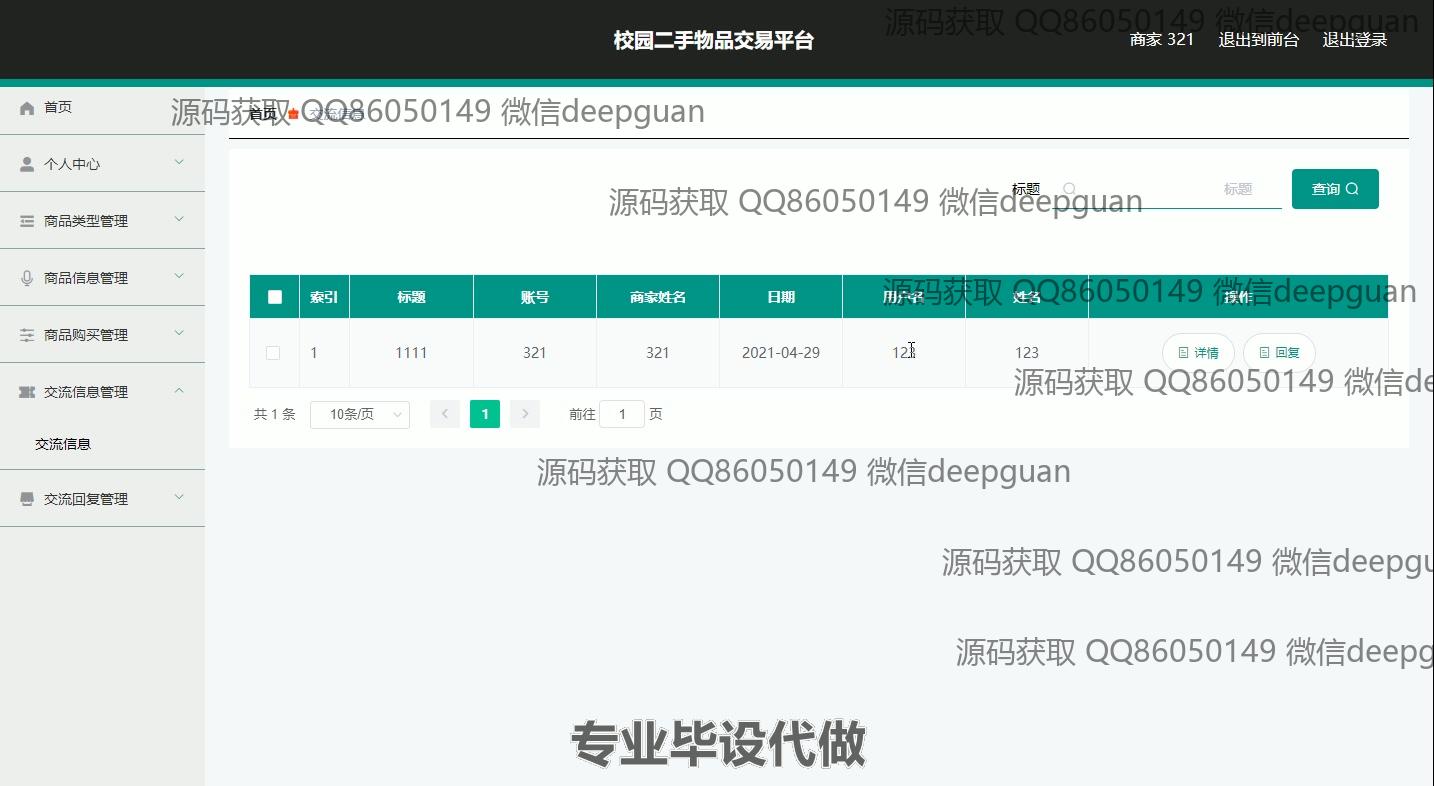 校园二手物品交易平台
源码获取 QQ86050149 微信deepguan
商家 321 退出到前台 退出登录
首页
源码获取 QQ86050149 微信deepguan
首页 交流信息
个人中心
源码获取 QQ86050149 微信deepguan
标题 标题 查询
商品类型管理
商品信息管理
源码获取 QQ86050149 微信deepguan
索引 标题 账号 商家姓名 日期 用户名 姓名 操作
商品购买管理
1 1111 321 321 2021-04-29 123 123 详情 回复
源码获取 QQ86050149 微信de
交流信息管理
共 1 条 10条/页 1 前往 1 页
交流信息
源码获取 QQ86050149 微信deepguan
交流回复管理
源码获取 QQ86050149 微信deepgu
源码获取 QQ86050149 微信deepg
专业毕设代做